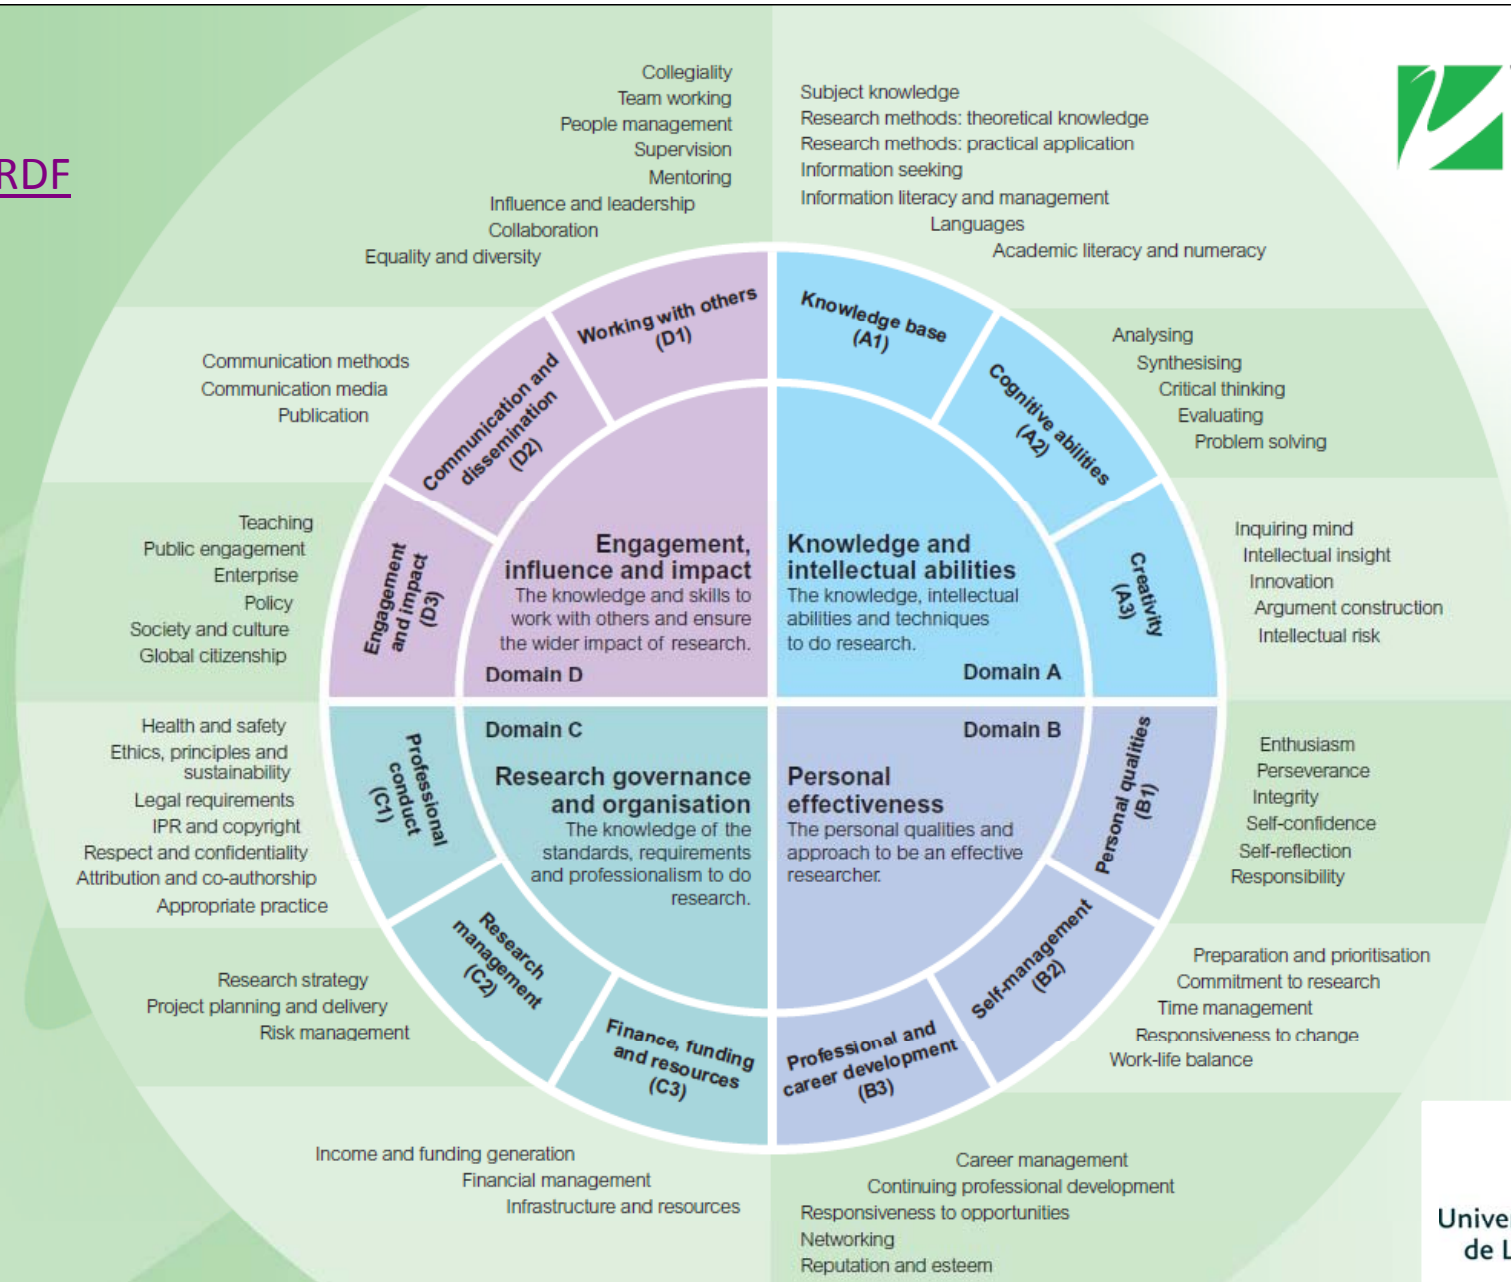 RDF
Collegiality
Team working
People management
Supervision
Mentoring
Influence and leadership
Collaboration
Equality and diversity
Subject knowledge
Research methods: theoretical knowledge
Research methods: practical application
Information seeking
Information literacy and management
Languages
Academic literacy and numeracy
Working with others
(D1)
Knowledge base
(A1)
Communication methods
Communication media
Publication
Communication and
dissemination
(D2)
Cognitive abilities
(A2)
Analysing
Synthesising
Critical thinking
Evaluating
Problem solving
Teaching
Public engagement
Enterprise
Policy
Society and culture
Global citizenship
Engagement
and impact
(D3)
Engagement,
influence and impact
The knowledge and skills to
work with others and ensure
the wider impact of research.
Domain D
Knowledge and
intellectual abilities
The knowledge, intellectual
abilities and techniques
to do research.
Domain A
Creativity
(A3)
Inquiring mind
Intellectual insight
Innovation
Argument construction
Intellectual risk
Health and safety
Ethics, principles and
sustainability
Legal requirements
IPR and copyright
Respect and confidentiality
Attribution and co-authorship
Appropriate practice
Professional
conduct
(C1)
Domain C
Research governance
and organisation
The knowledge of the
standards, requirements
and professionalism to do
research.
Domain B
Personal
effectiveness
The personal qualities and
approach to be an effective
researcher.
Personal qualities
(B1)
Enthusiasm
Perseverance
Integrity
Self-confidence
Self-reflection
Responsibility
Research strategy
Project planning and delivery
Risk management
Research
management
(C2)
Self-management
(B2)
Preparation and prioritisation
Commitment to research
Time management
Responsiveness to change
Work-life balance
Finance, funding
and resources
(C3)
Professional and
career development
(B3)
Income and funding generation
Financial management
Infrastructure and resources
Career management
Continuing professional development
Responsiveness to opportunities
Networking
Reputation and esteem
Univer
de L